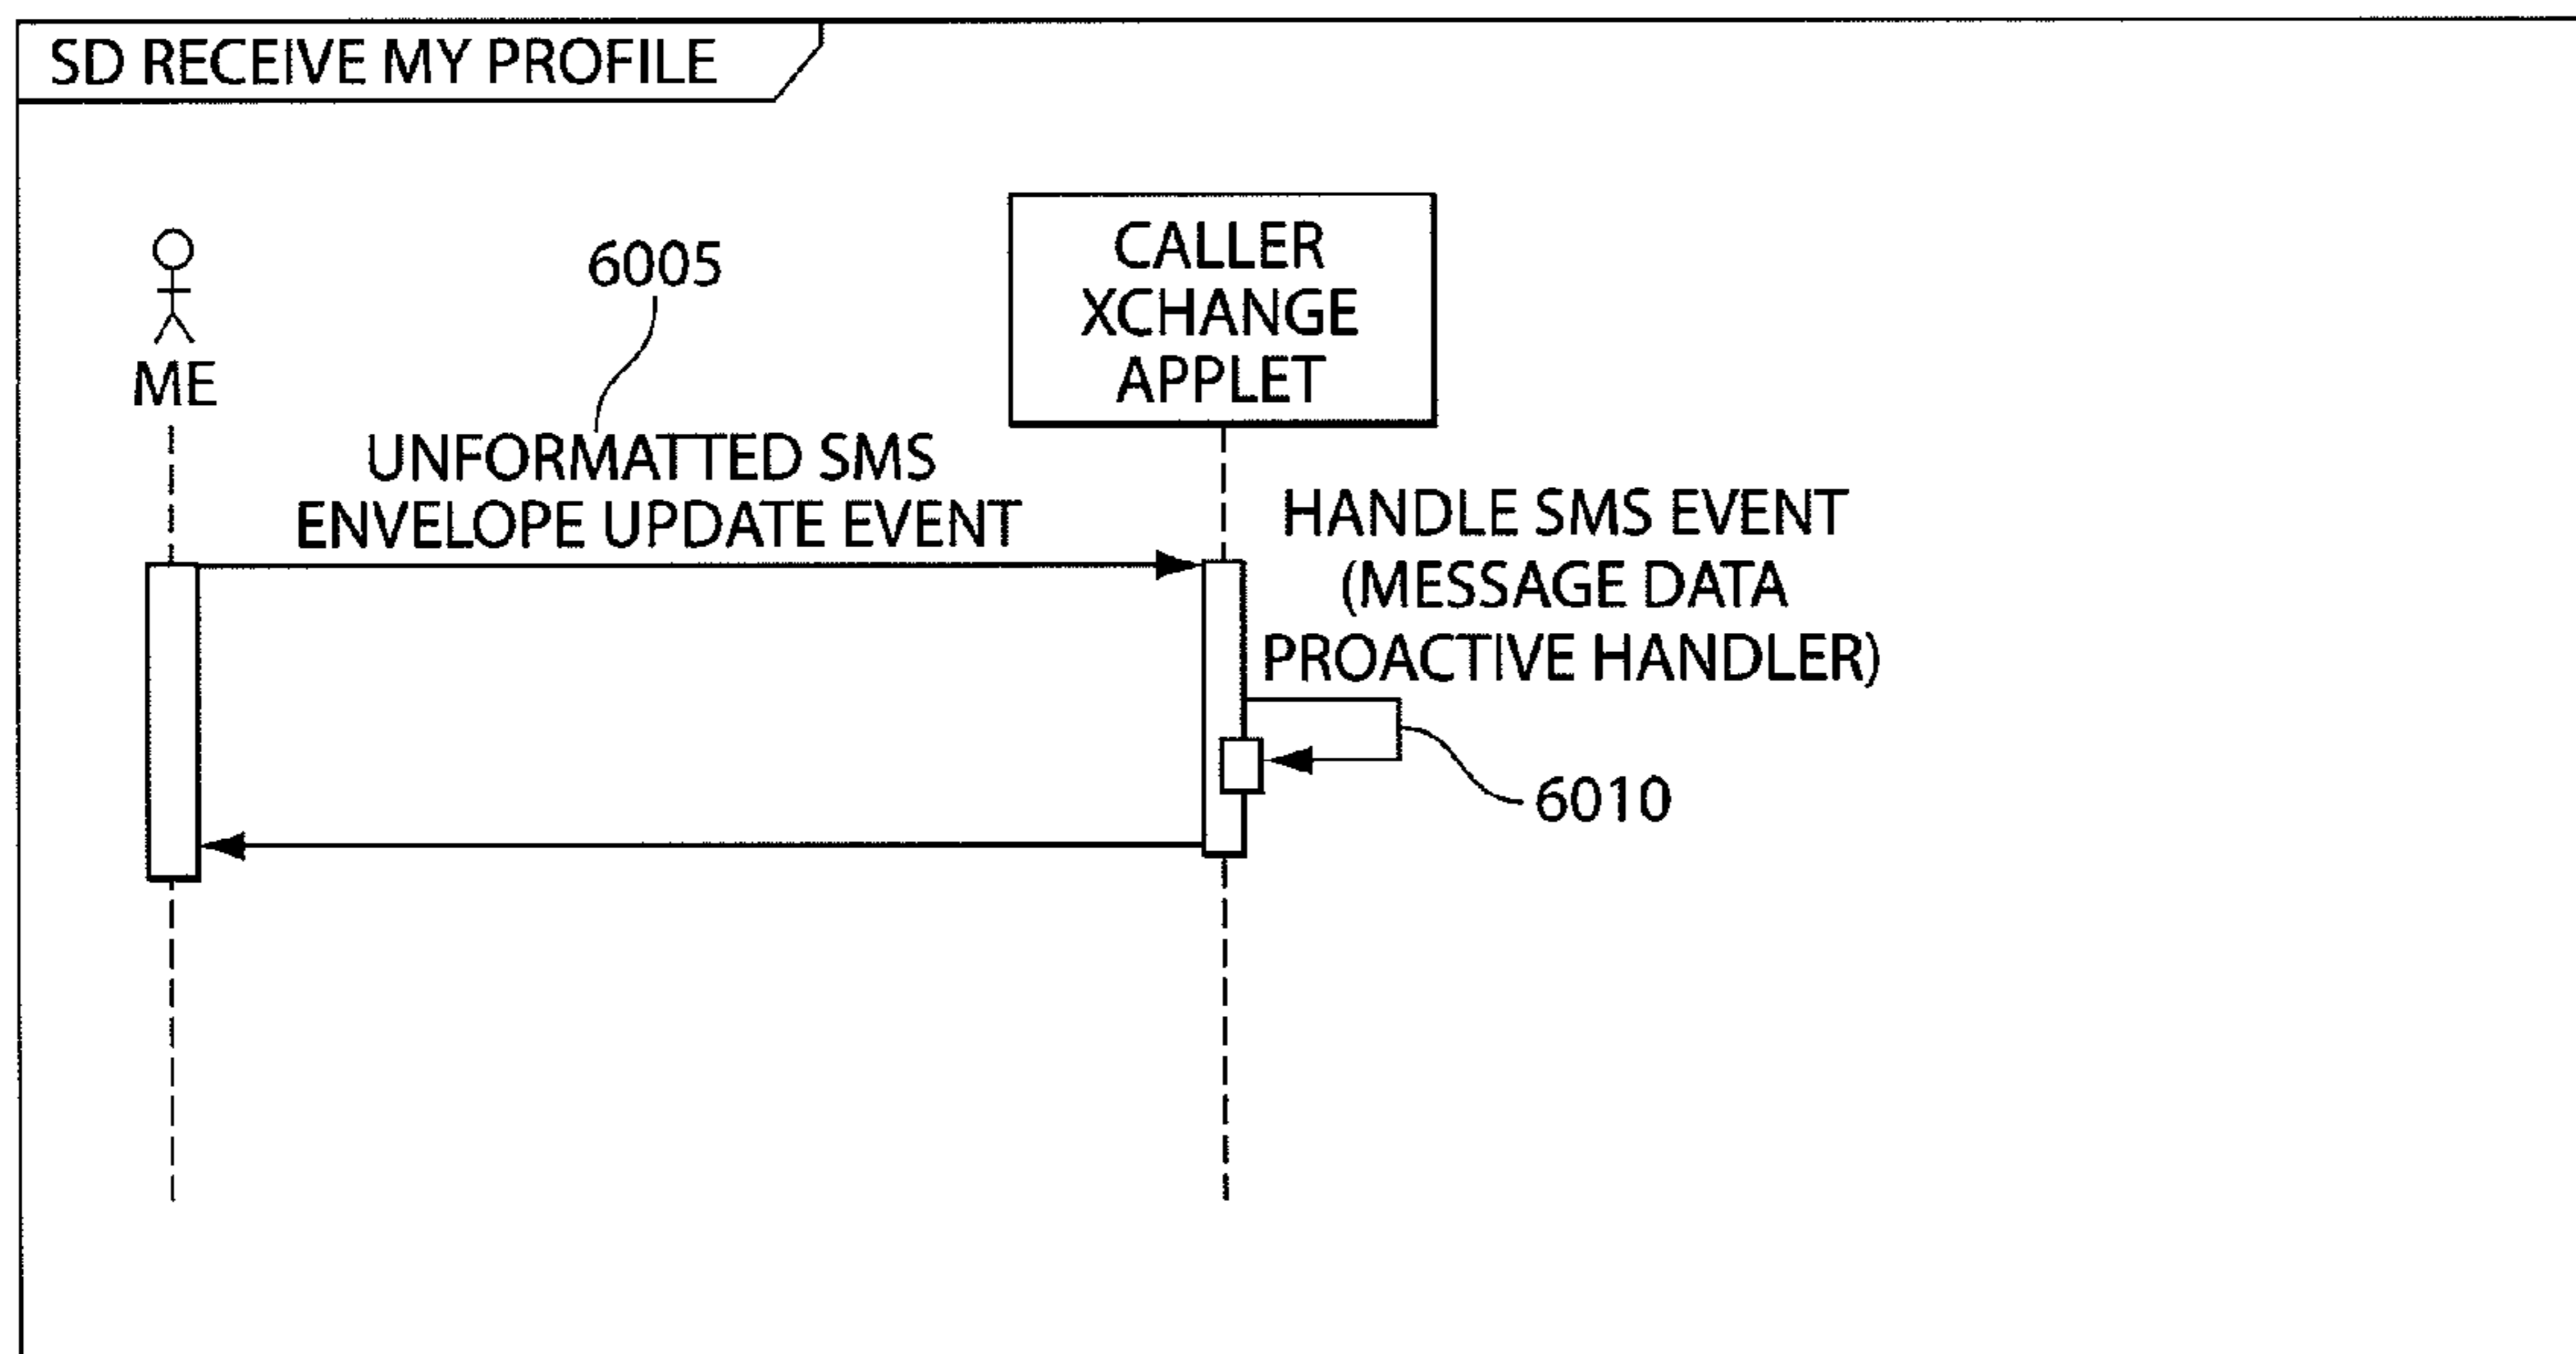 SD RECEIVE MY PROFILE
ME
6005
CALLER
XCHANGE
APPLET
UNFORMATTED SMS
ENVELOPE UPDATE EVENT
HANDLE SMS EVENT
(MESSAGE DATA
PROACTIVE HANDLER)
6010